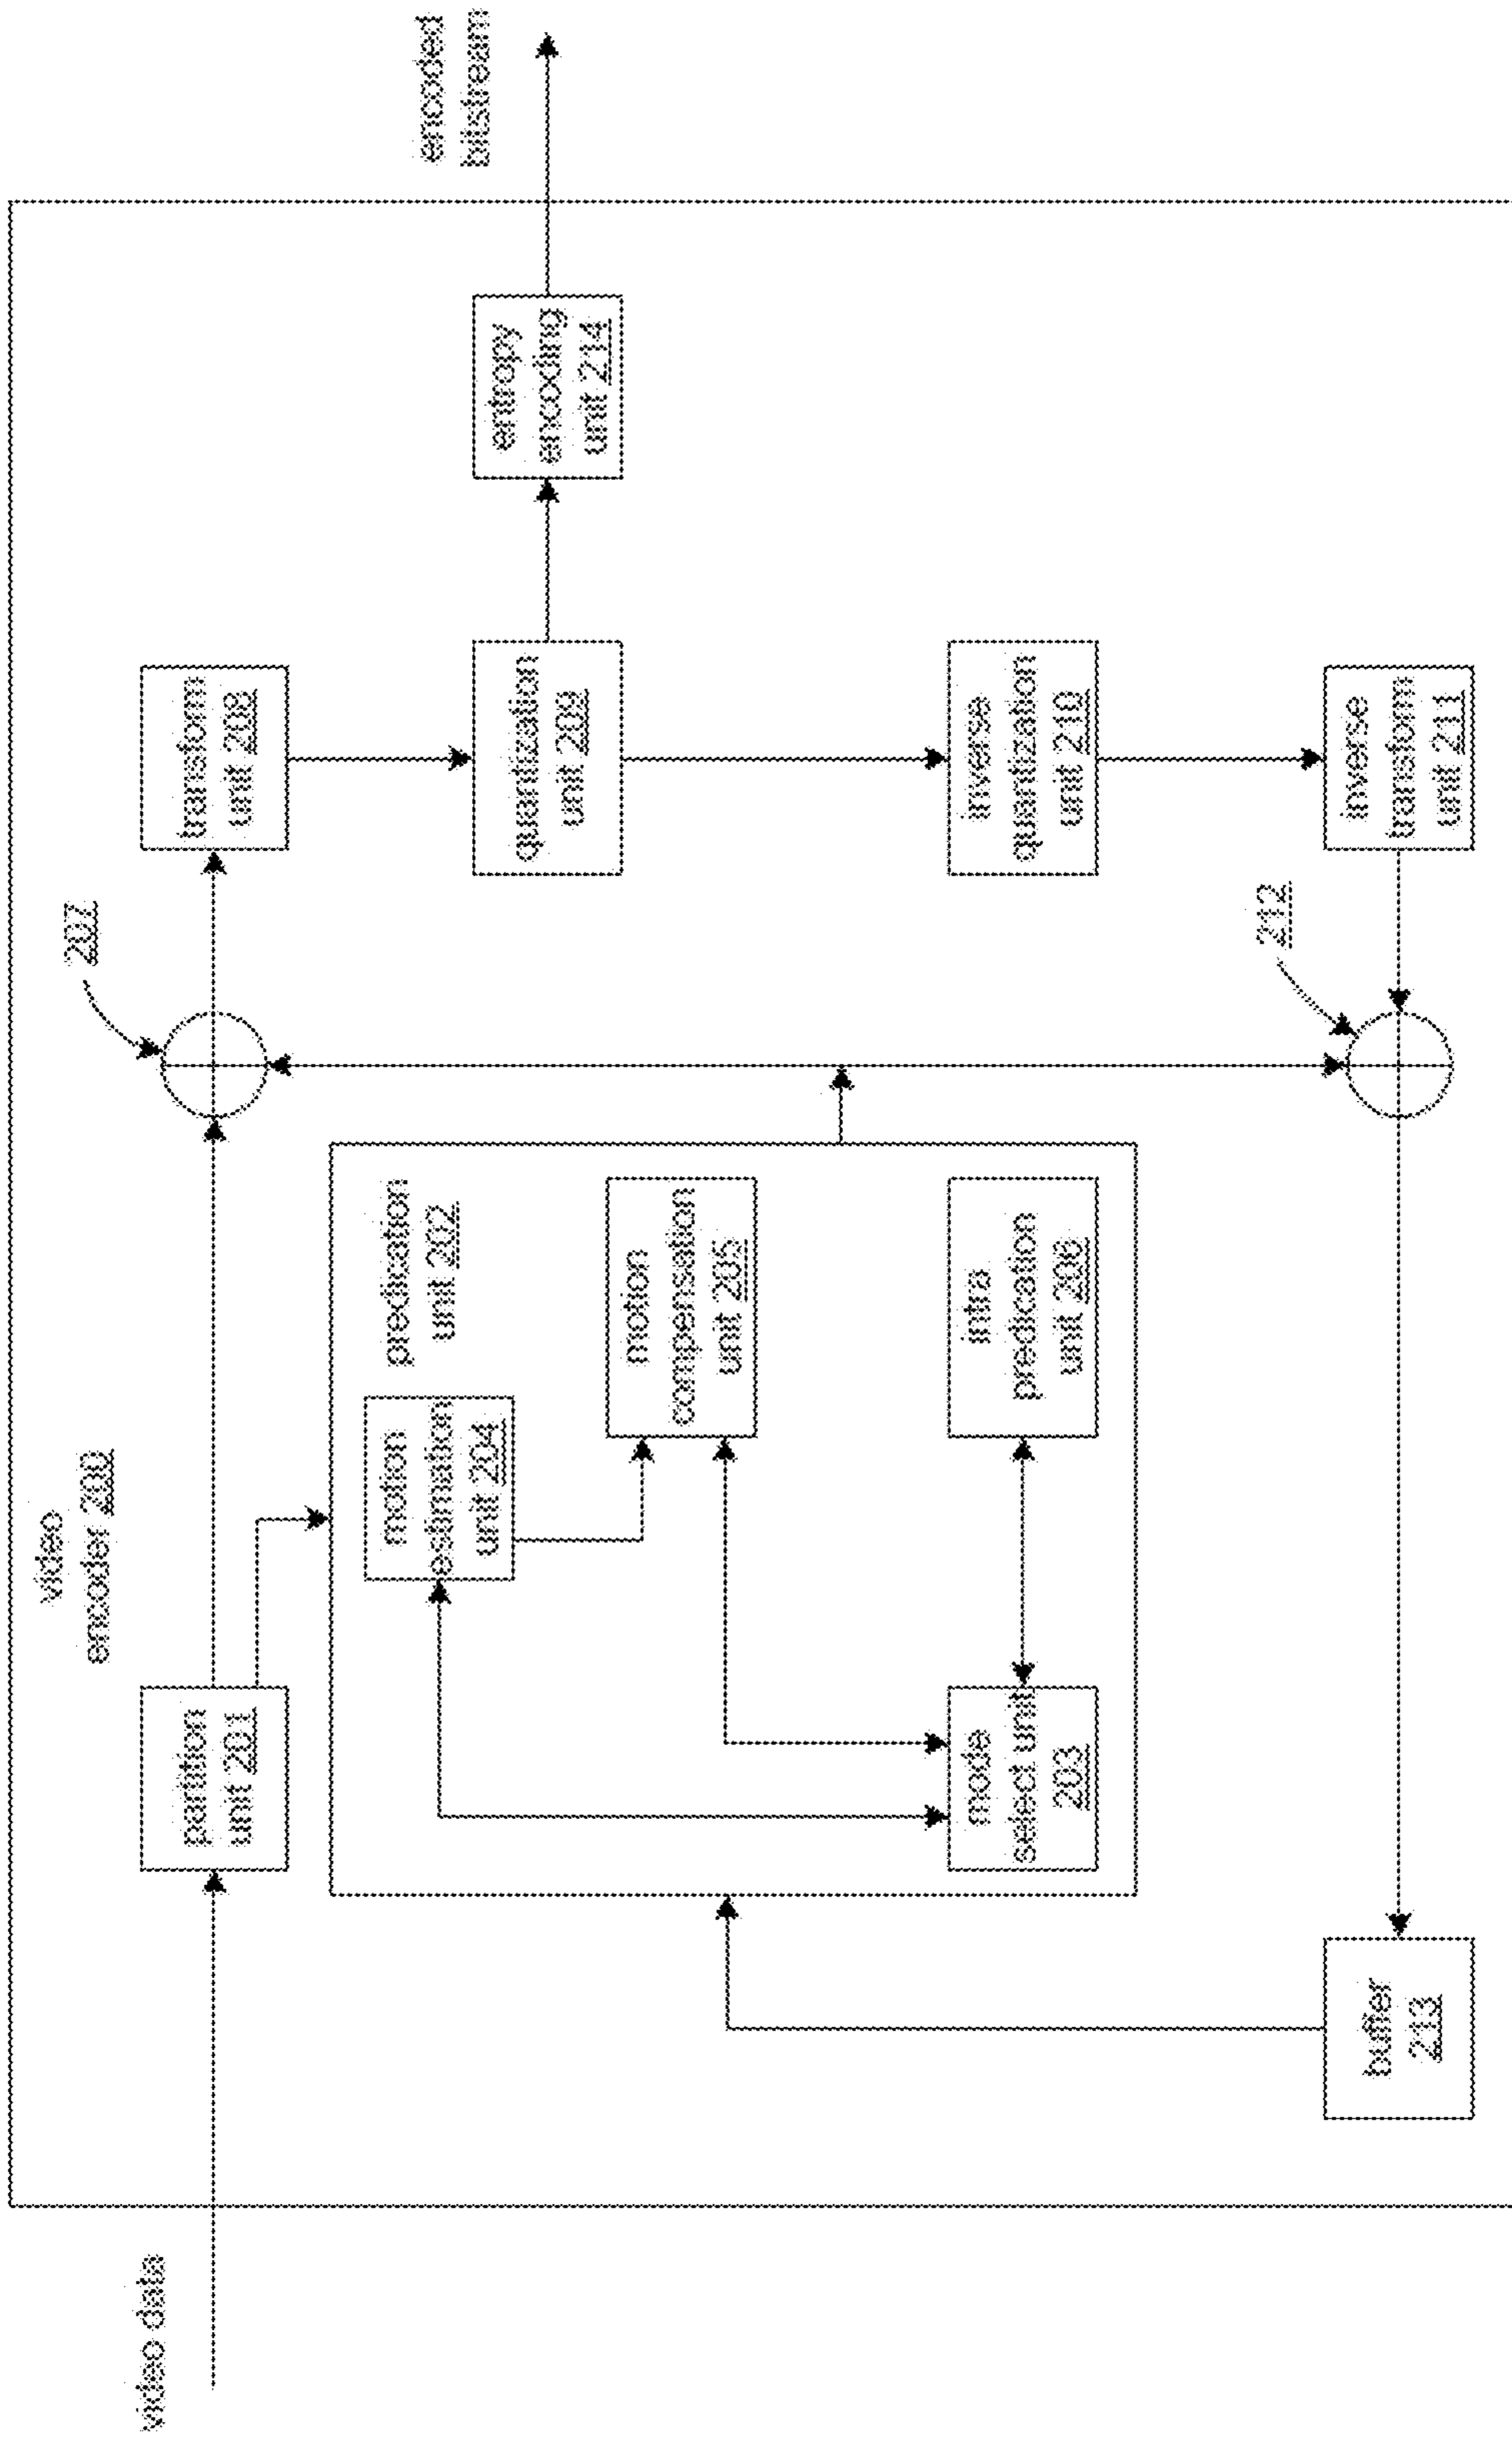 video
encoder 200
video data
partition
unit 201
207
transform
unit 208
predication
unit 202
motion
estimation
unit 204
motion
compensation
unit 205
mode
select unit
203
intra
predication
unit 206
quantization
unit 209
entropy
encoding
unit 214
encoded
bitstream
inverse
quantization
unit 210
inverse
transform
unit 211
212
buffer
213